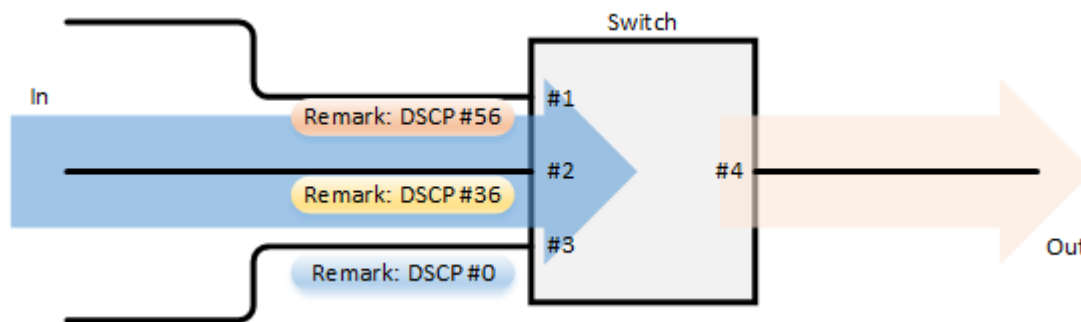 Switch
In
#1
Remark: DSCP #56
#2
#4
Remark: DSCP #36
#3
Out
Remark: DSCP #0